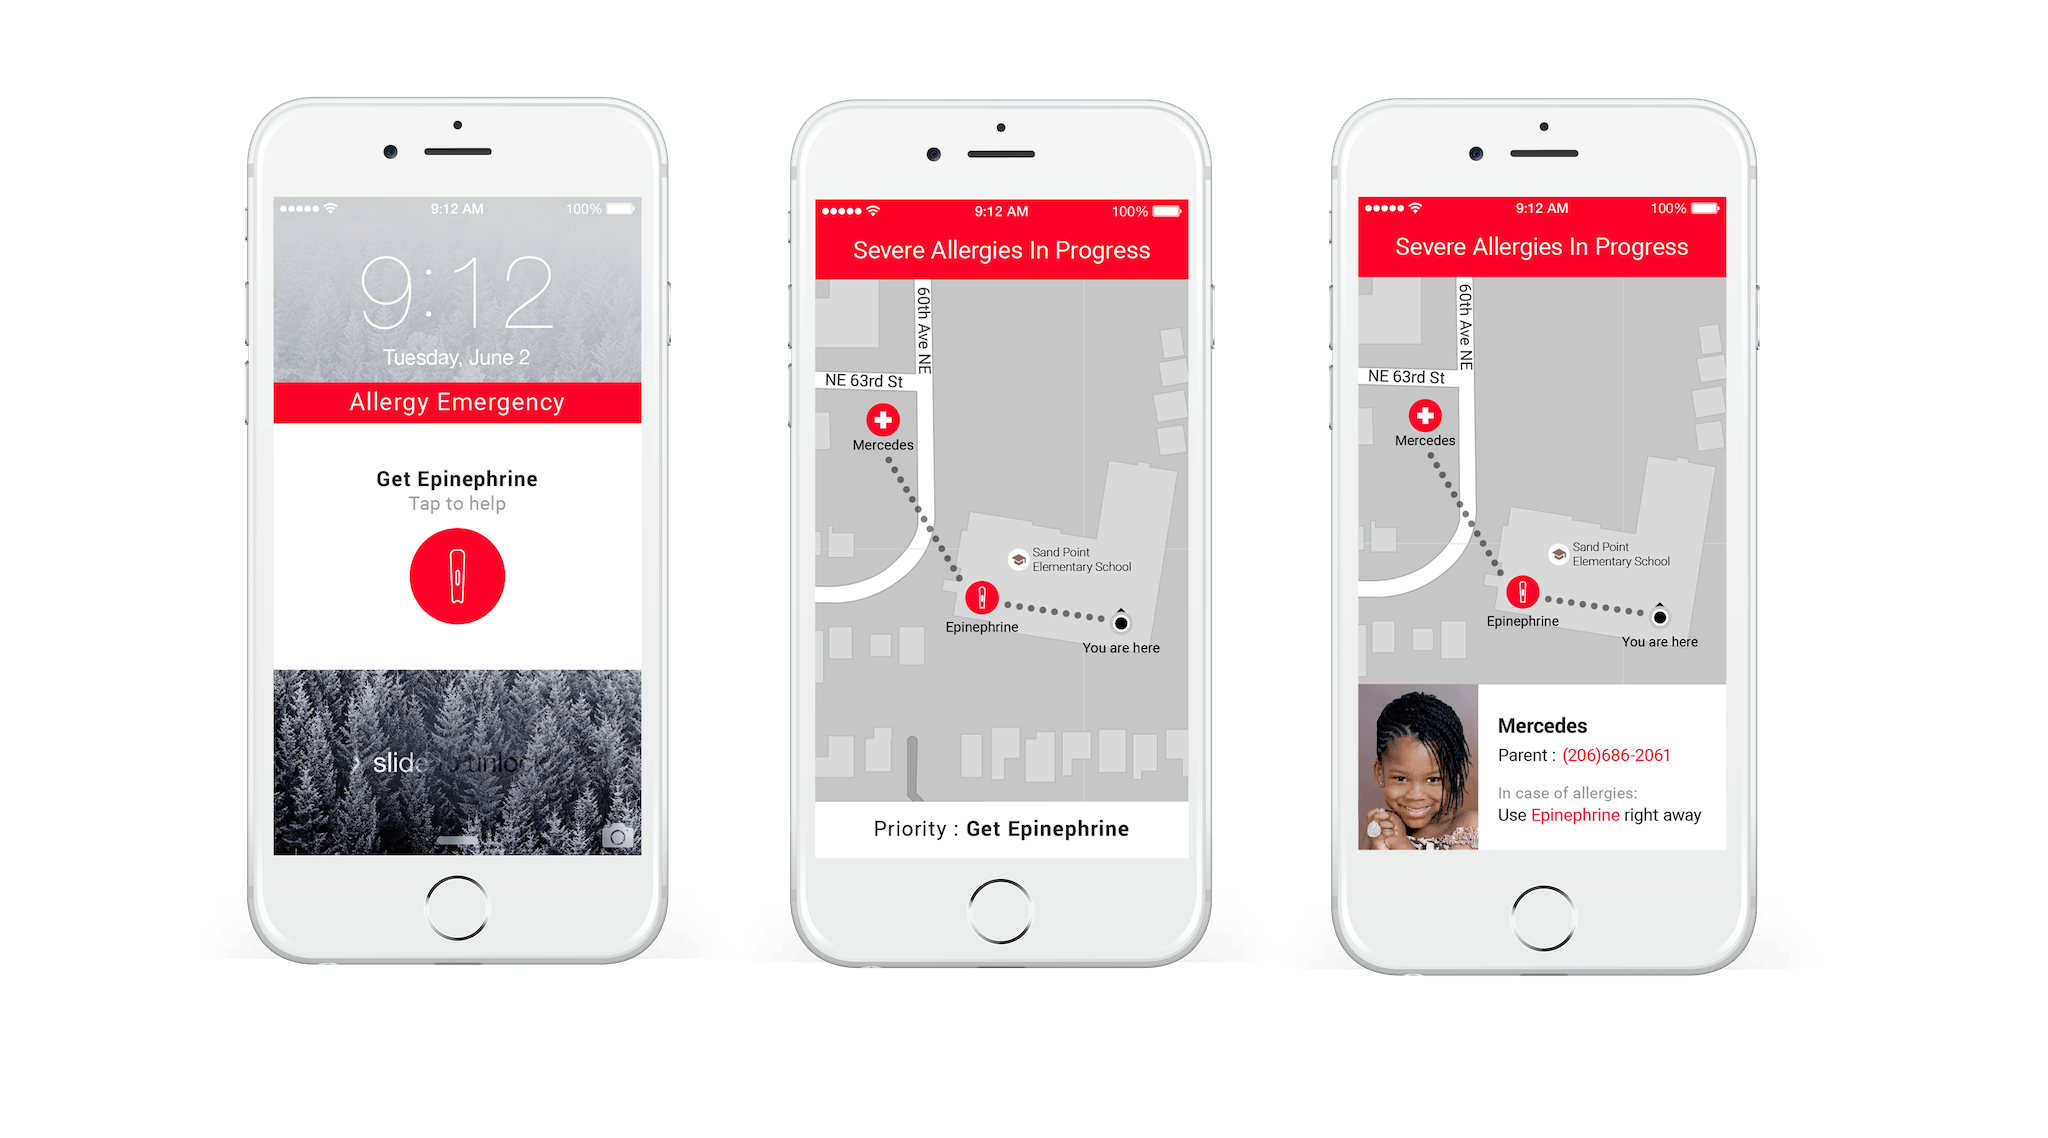 9:12 AM
100%
9:12
Tuesday, June 2
Allergy Emergency
Get Epinephrine
Tap to help
slide to unlock
9:12 AM
100%
Severe Allergies In Progress
60th Ave NE
NE 63rd St
Mercedes
Sand Point
Elementary School
Epinephrine
You are here
Priority : Get Epinephrine
9:12 AM
100%
Severe Allergies In Progress
60th Ave NE
NE 63rd St
Mercedes
Sand Point
Elementary School
Epinephrine
You are here
Mercedes
Parent : (206)686-2061
In case of allergies:
Use Epinephrine right away